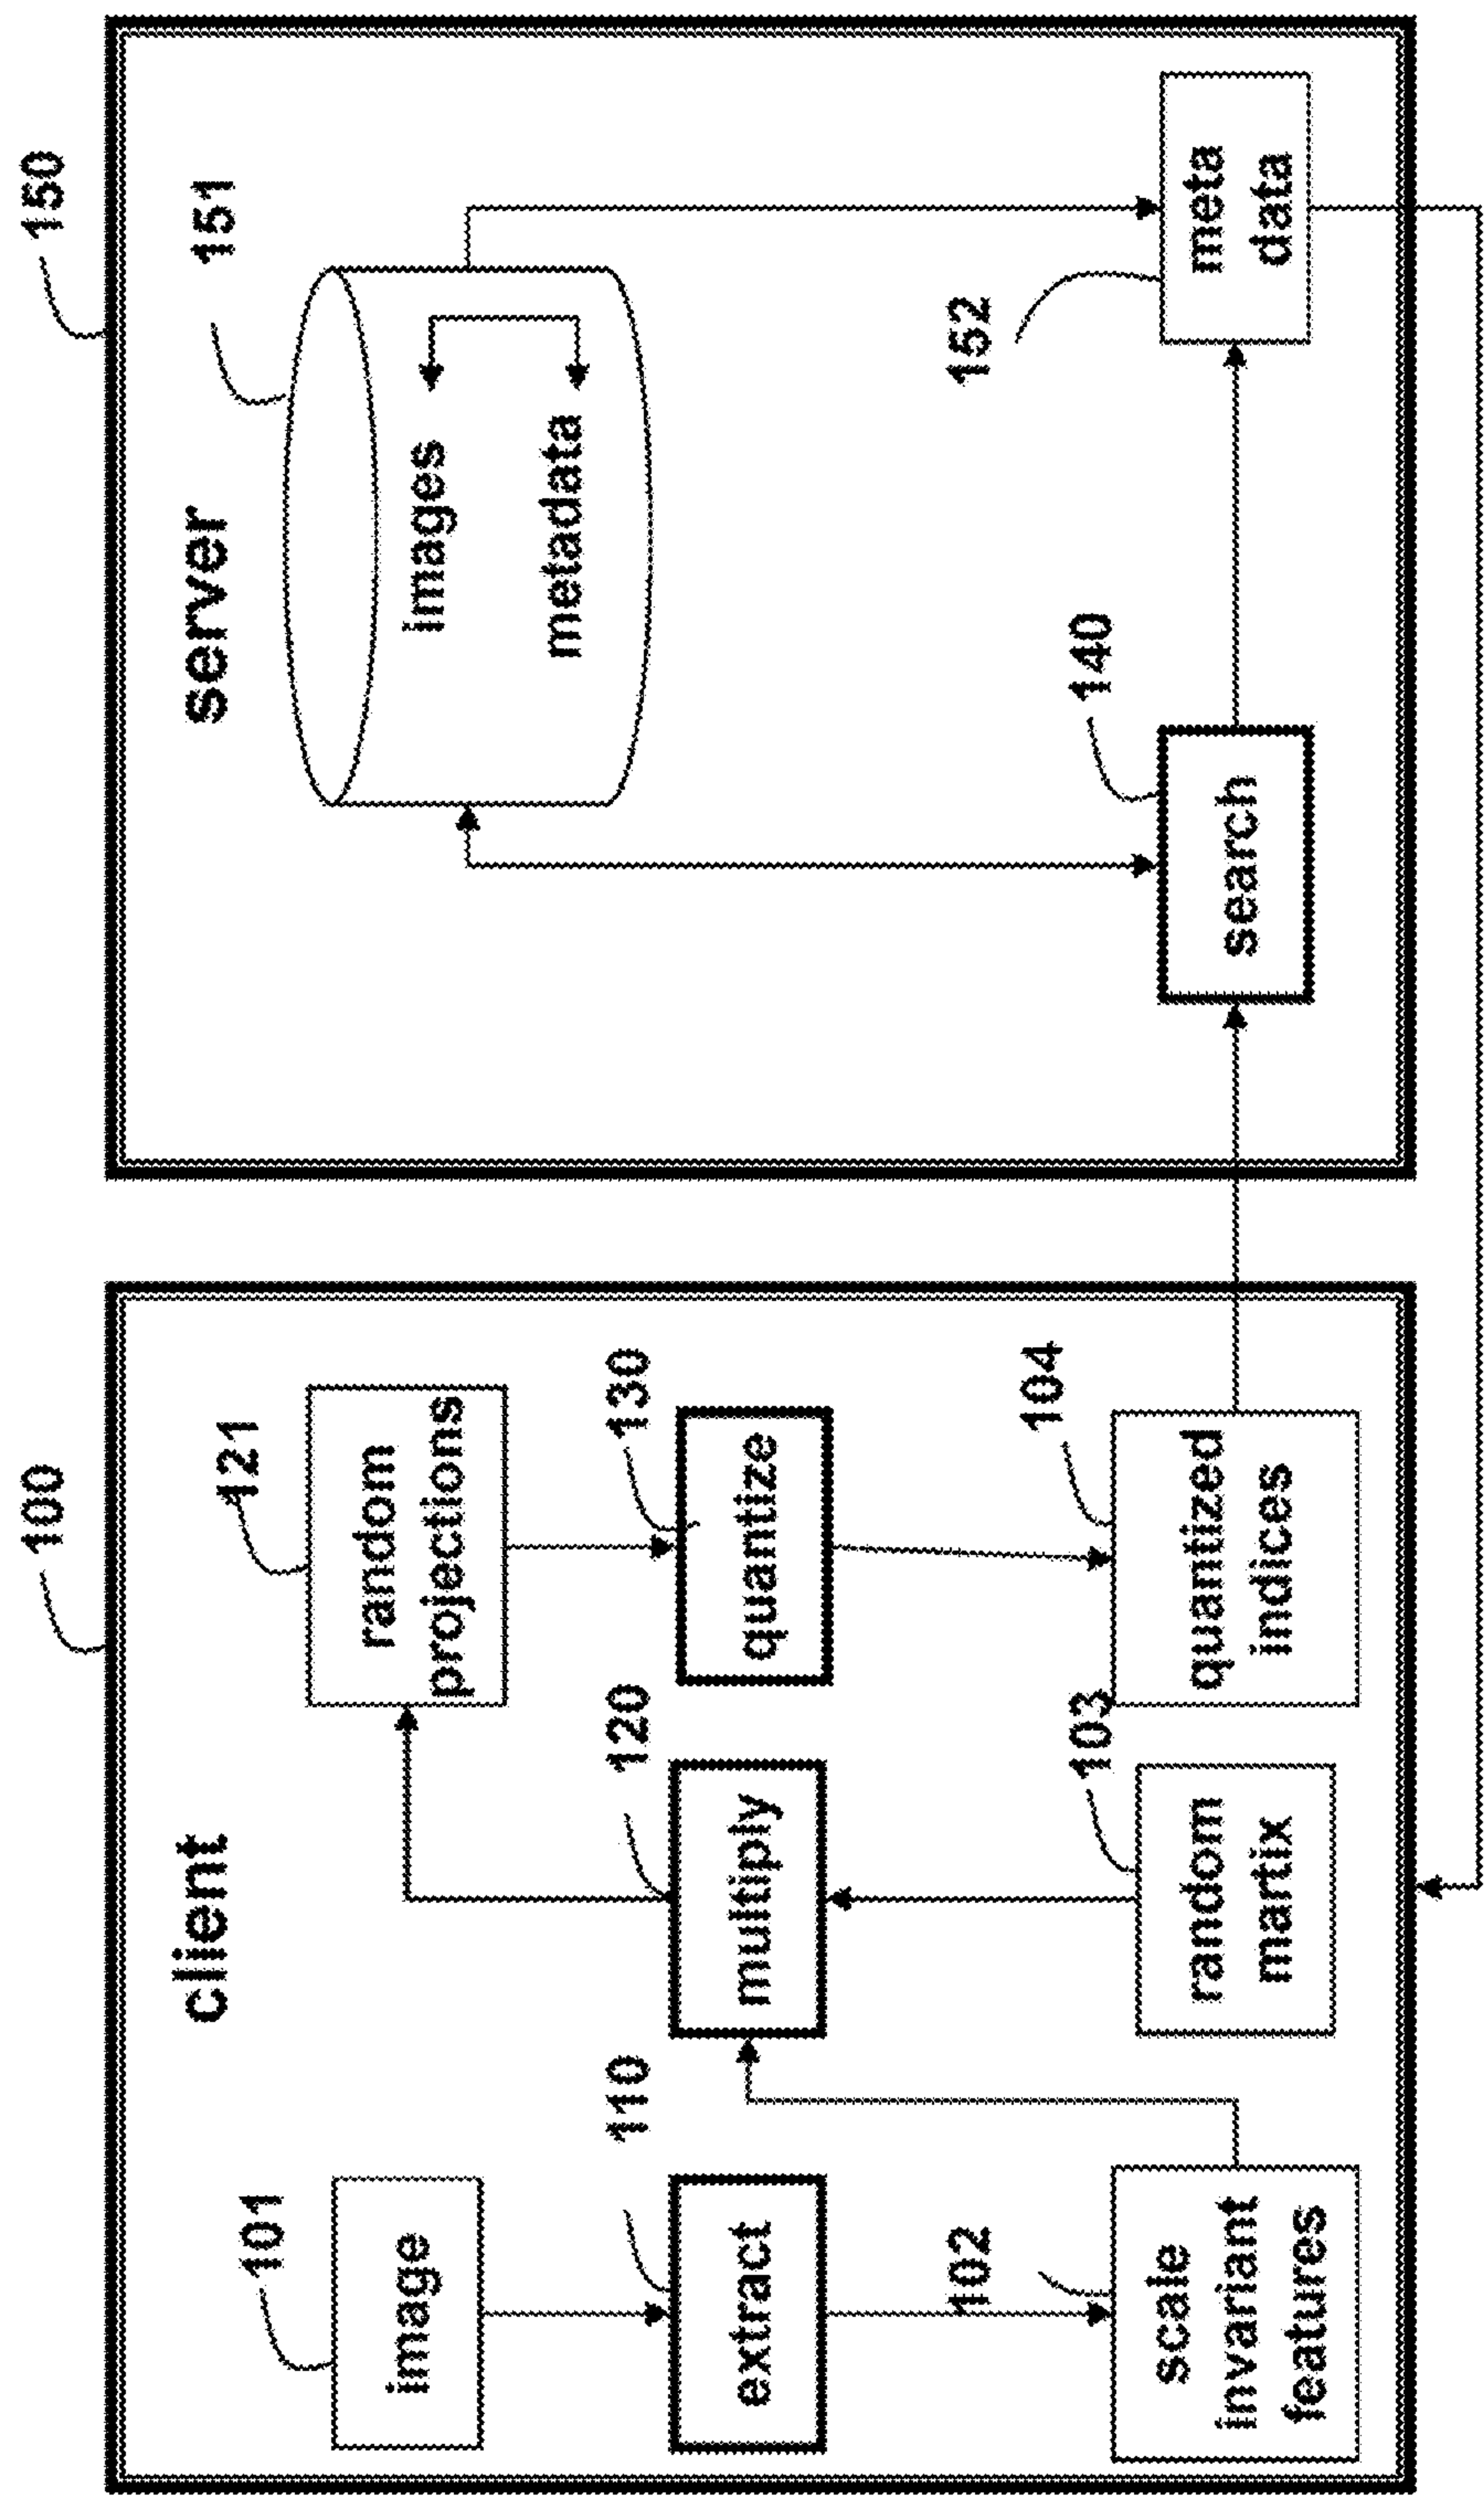 100
client
101
image
110
extract
102
scale
invariant
features
120
multiply
103
random
martix
121
random
projections
130
quantize
104
quantized
indices
150
server
151
images
metadata
140
search
152
meta
data